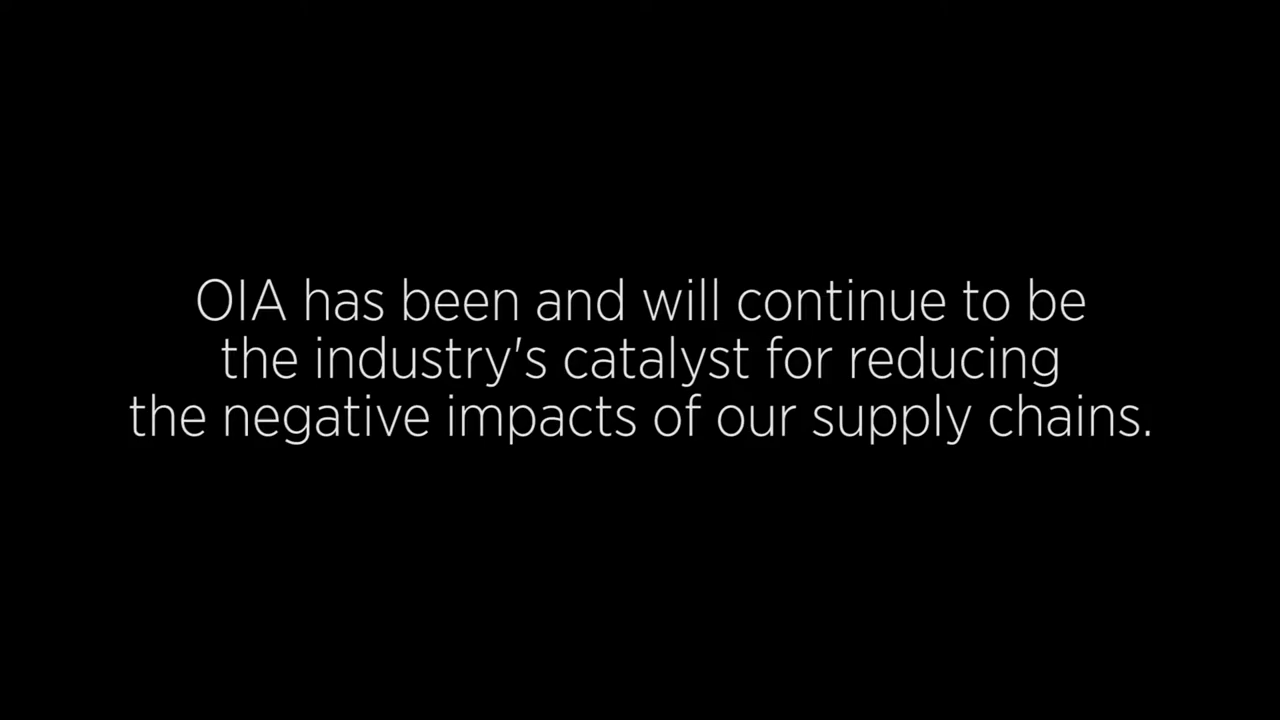 OIA has been and will continue to be
the industry's catalyst for reducing
the negative impacts of our supply chains.